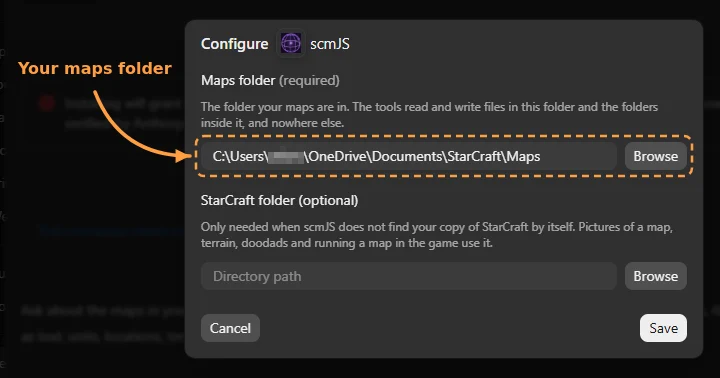 Configure scmJS
Your maps folder
Maps folder (required)
The folder your maps are in. The tools read and write files in this folder and the folders
inside it, and nowhere else.
C:\Users\ \OneDrive\Documents\StarCraft\Maps
Browse
StarCraft folder (optional)
Only needed when scmJS does not find your copy of StarCraft by itself. Pictures of a map,
terrain, doodads and running a map in the game use it.
Directory path
Browse
Cancel
Save